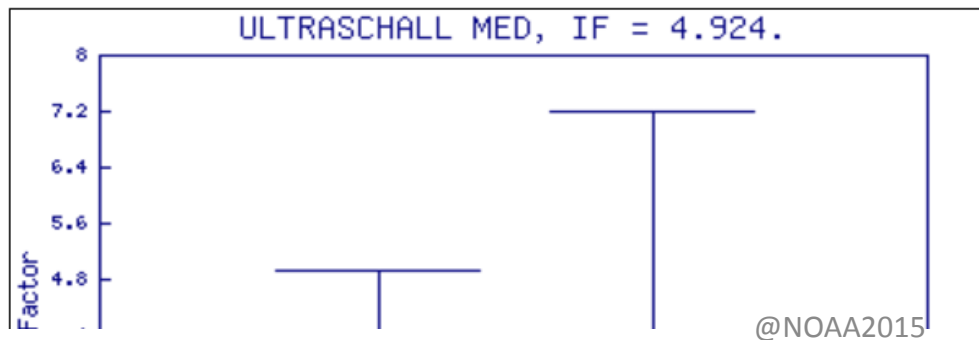 ULTRASCHALL MED, IF = 4.924.
8
7.2
6.4
5.6
4.8
Factor
@NOAA2015